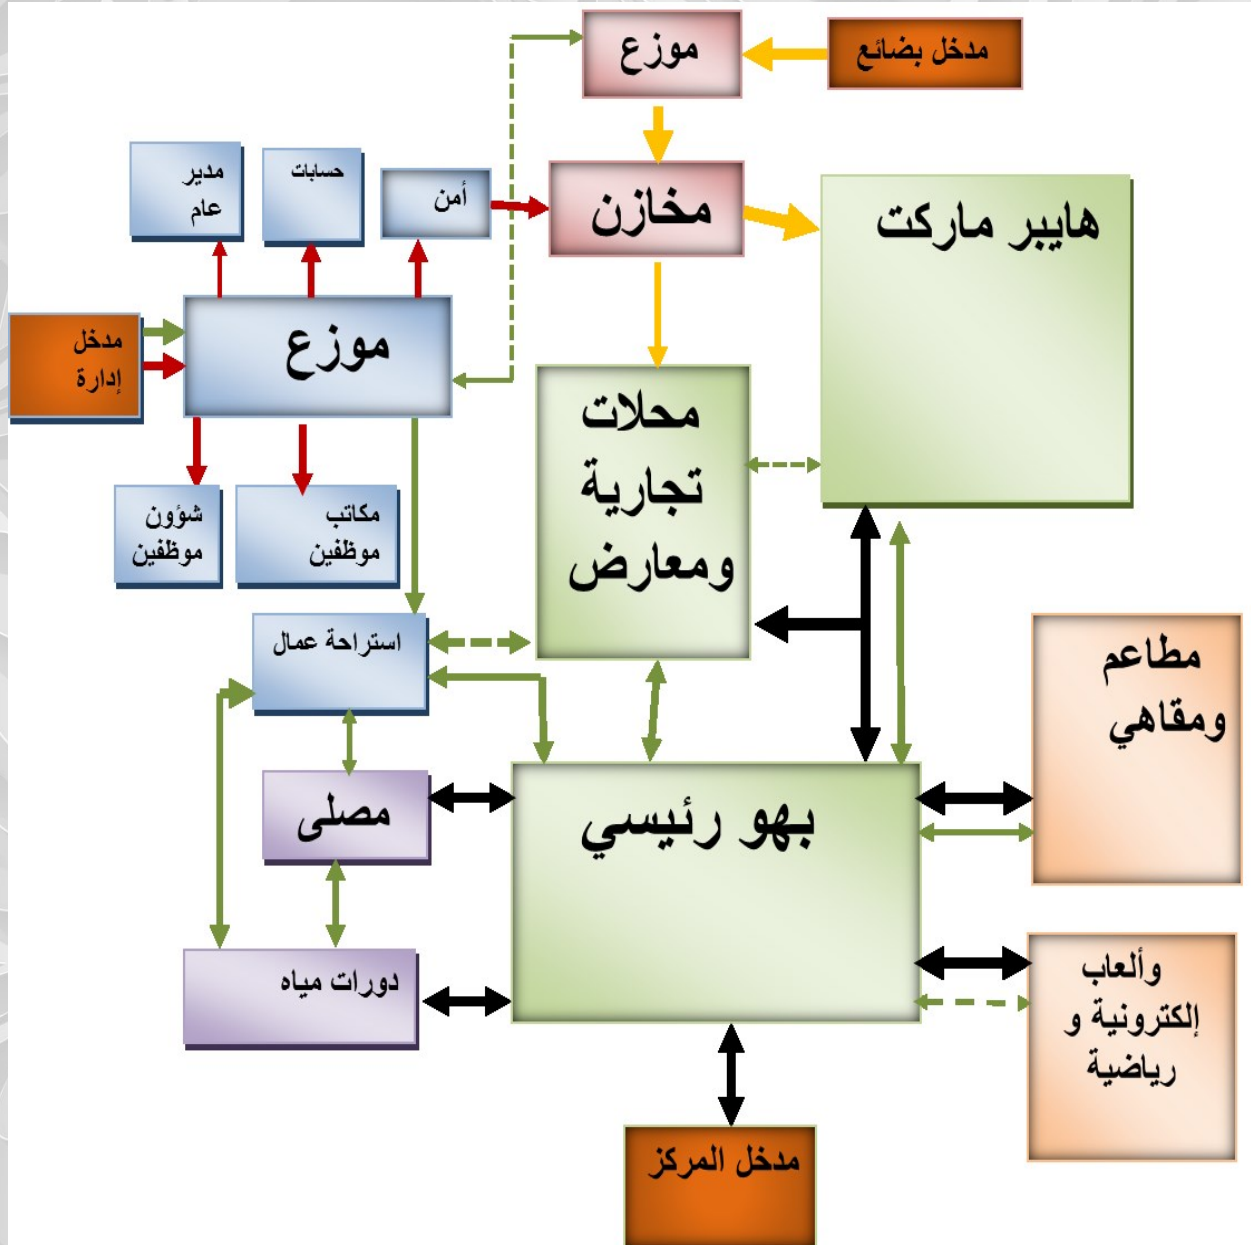 مدخل بضائع
موزع
مدير
عام
حسابات
أمن
مخازن
هايبر ماركت
مدخل
إدارة
موزع
محلات
تجارية
ومعارض
شؤون
موظفين
مكاتب
موظفين
استراحة عمال
مطاعم
ومقاهي
مصلى
بهو رئيسي
دورات مياه
وألعاب
إلكترونية و
رياضية
مدخل المركز